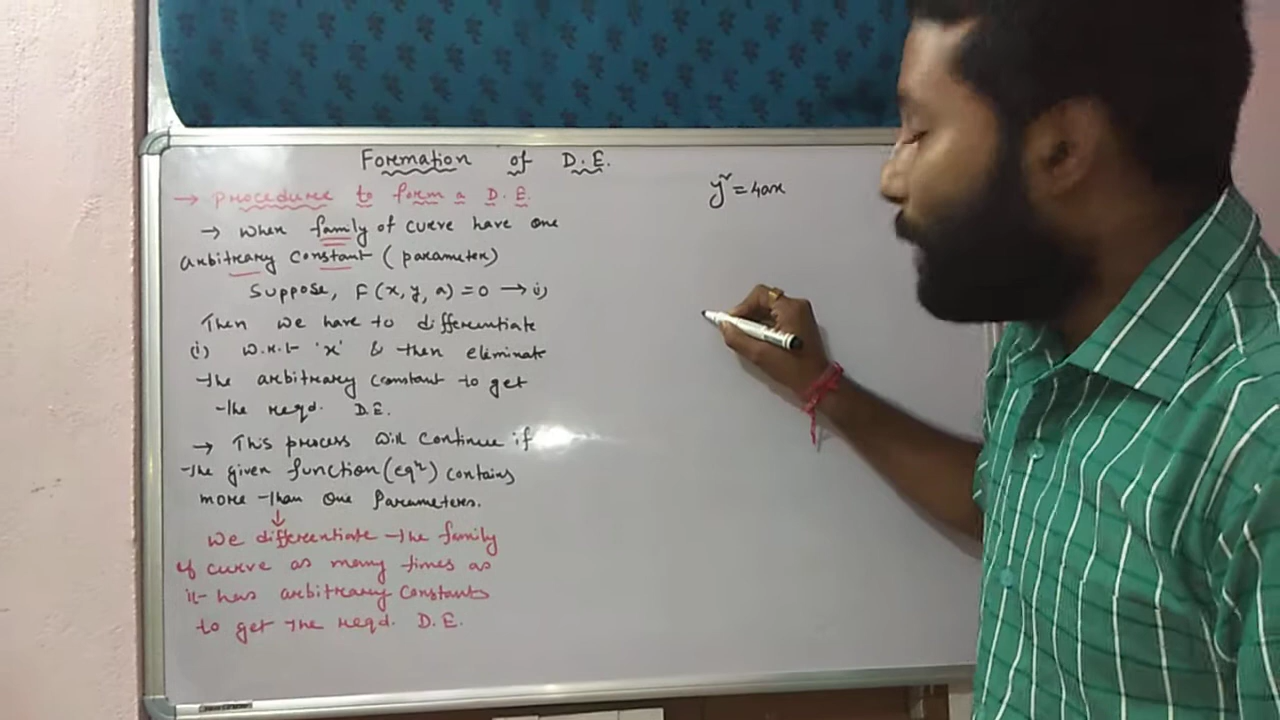 Formation of D.E.
→ procedure to form a D.E.
→ when family of curve have one
arbitrary constant (parameter)
Suppose, F(x, y, a) = 0 → i)
Then we have to differentiate
(i) w.r.t 'x' & then eliminate
the arbitrary constant to get
the reqd. D.E.
→ This process will continue if
the given function (eqⁿ) contains
more than one parameters.
↓
We differentiate the family
of curve as many times as
it has arbitrary constants
to get the reqd. D.E.
y² = 4ax